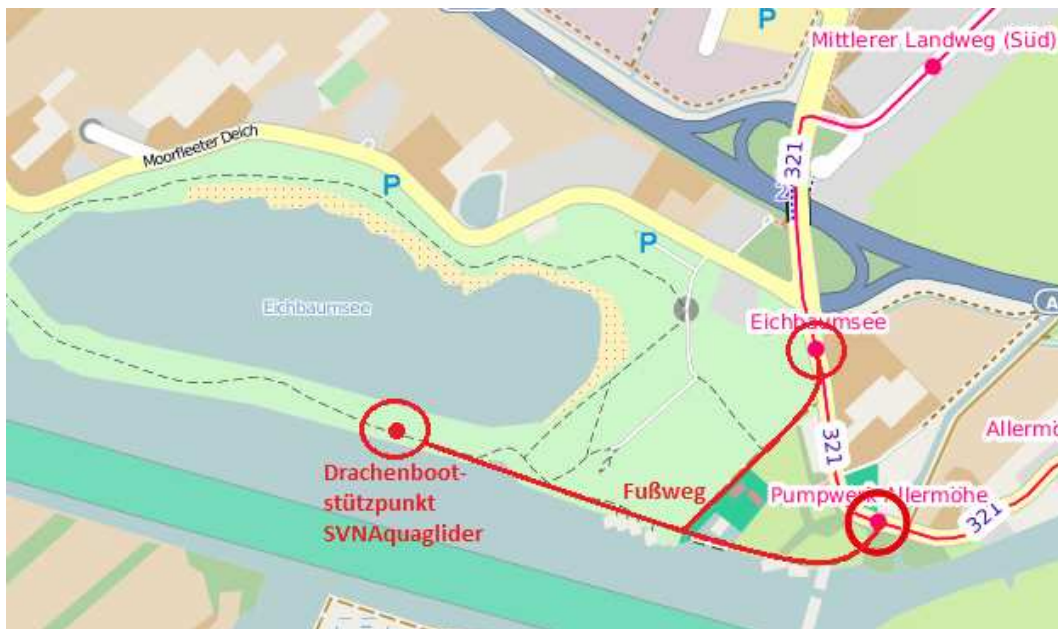 P
Mittlerer Landweg (Süd)
Moorfleeter Deich
321
P
P
Eichbaumsee
Eichbaumsee
A
321
Allermö
Drachenboot-
stützpunkt
SVNAquaglider
Fußweg
Pumpwerk Allermöhe
321